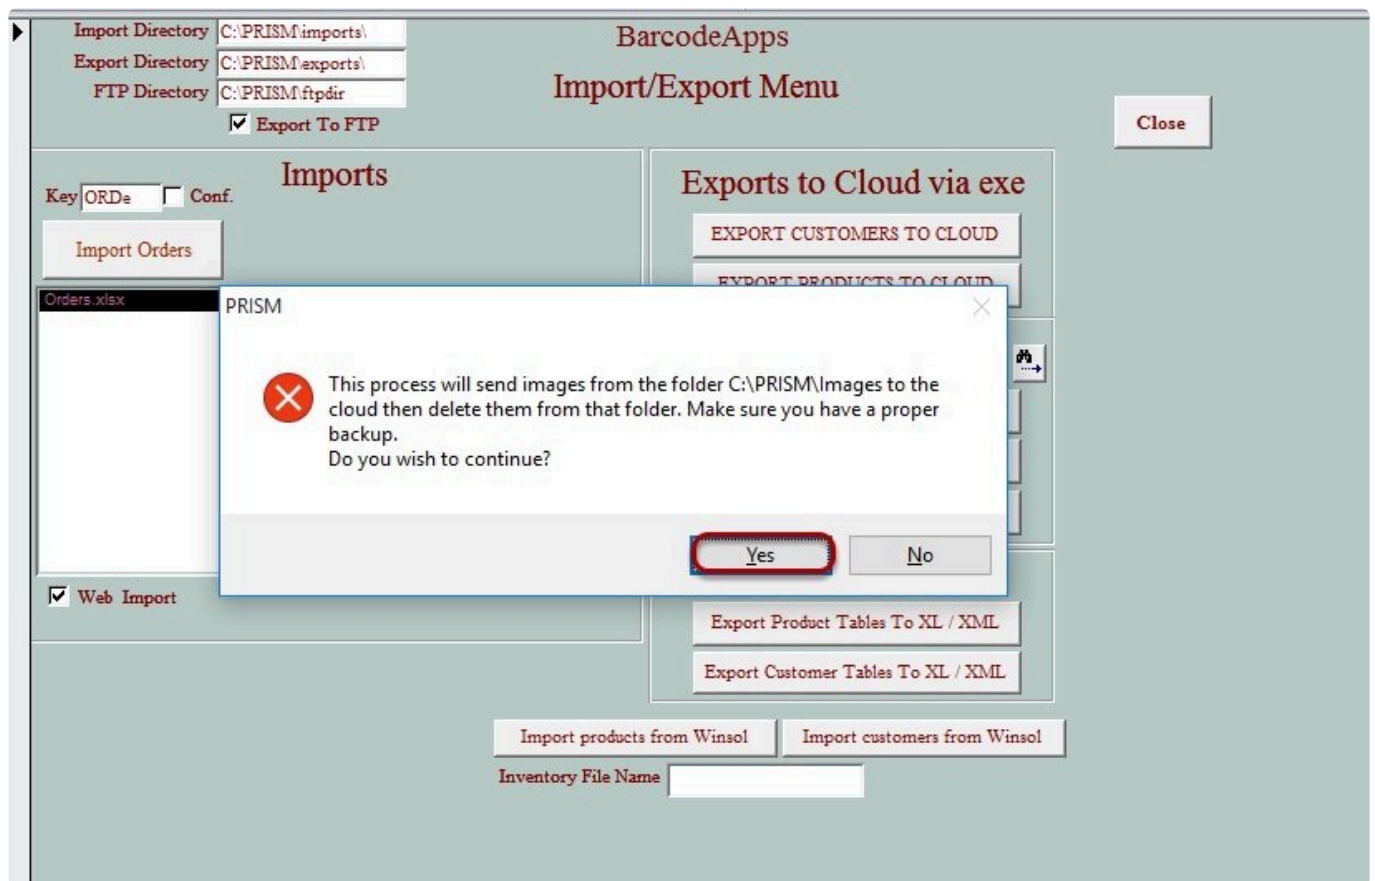 Import Directory C:\PRISM\imports\
Export Directory C:\PRISM\exports\
FTP Directory C:\PRISM\ftpdir
Export To FTP
BarcodeApps
Import/Export Menu
Close
Imports
Key ORDe Conf.
Import Orders
Orders.xlsx
Web Import
Exports to Cloud via exe
EXPORT CUSTOMERS TO CLOUD
EXPORT PRODUCTS TO CLOUD
PRISM
This process will send images from the folder C:\PRISM\Images to the
cloud then delete them from that folder. Make sure you have a proper
backup.
Do you wish to continue?
Yes
No
Export Product Tables To XL / XML
Export Customer Tables To XL / XML
Import products from Winsol
Import customers from Winsol
Inventory File Name